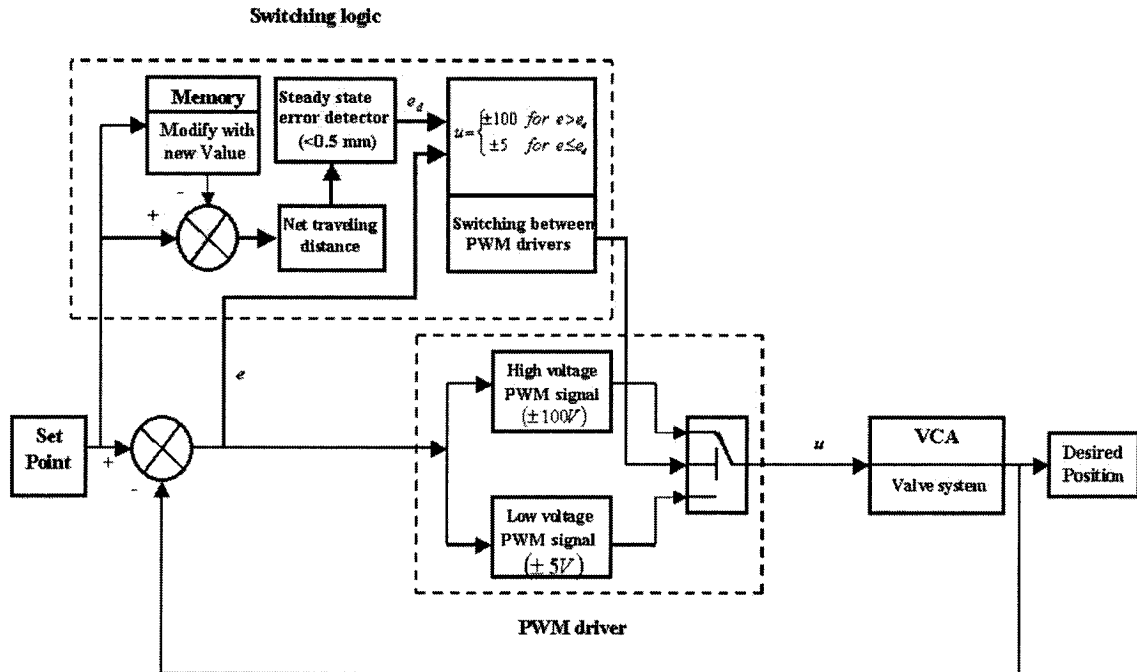 Switching logic
Memory
Modify with
new Value
Steady state
error detector
(<0.5 mm)
e_d
u = { ±100 for e>e_d
±5 for e≤e_d
Switching between
PWM drivers
-
+
Net traveling
distance
e
High voltage
PWM signal
(±100V)
Set
Point
+
-
u
VCA
Valve system
Desired
Position
Low voltage
PWM signal
(± 5V)
PWM driver